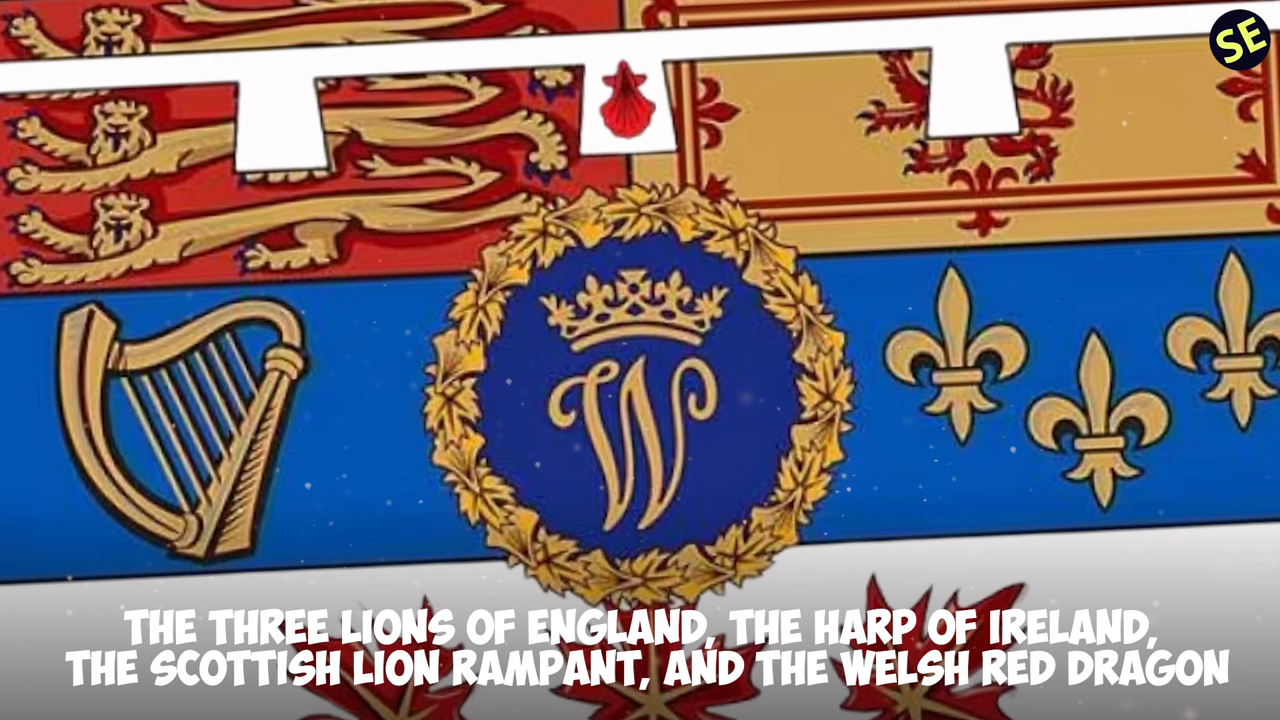 SE
W
THE THREE LIONS OF ENGLAND, THE HARP OF IRELAND,
THE SCOTTISH LION RAMPANT, AND THE WELSH RED DRAGON